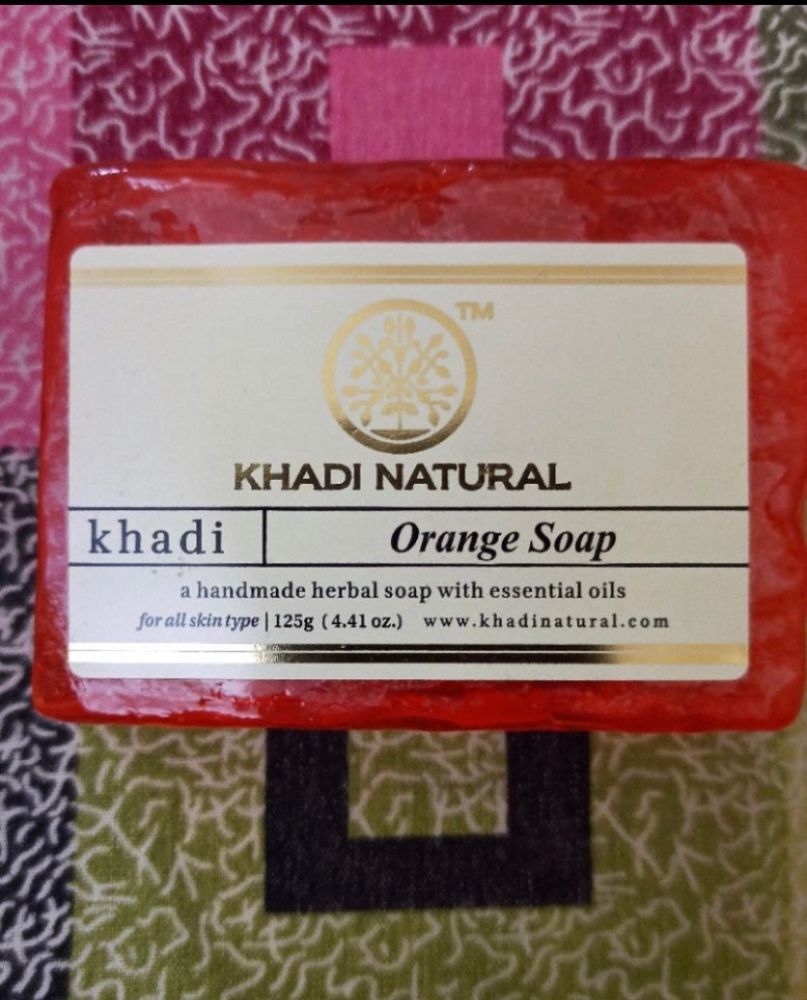 TM
KHADI NATURAL
khadi | Orange Soap
a handmade herbal soap with essential oils
for all skin type | 125g (4.41 oz.) www.khadinatural.com